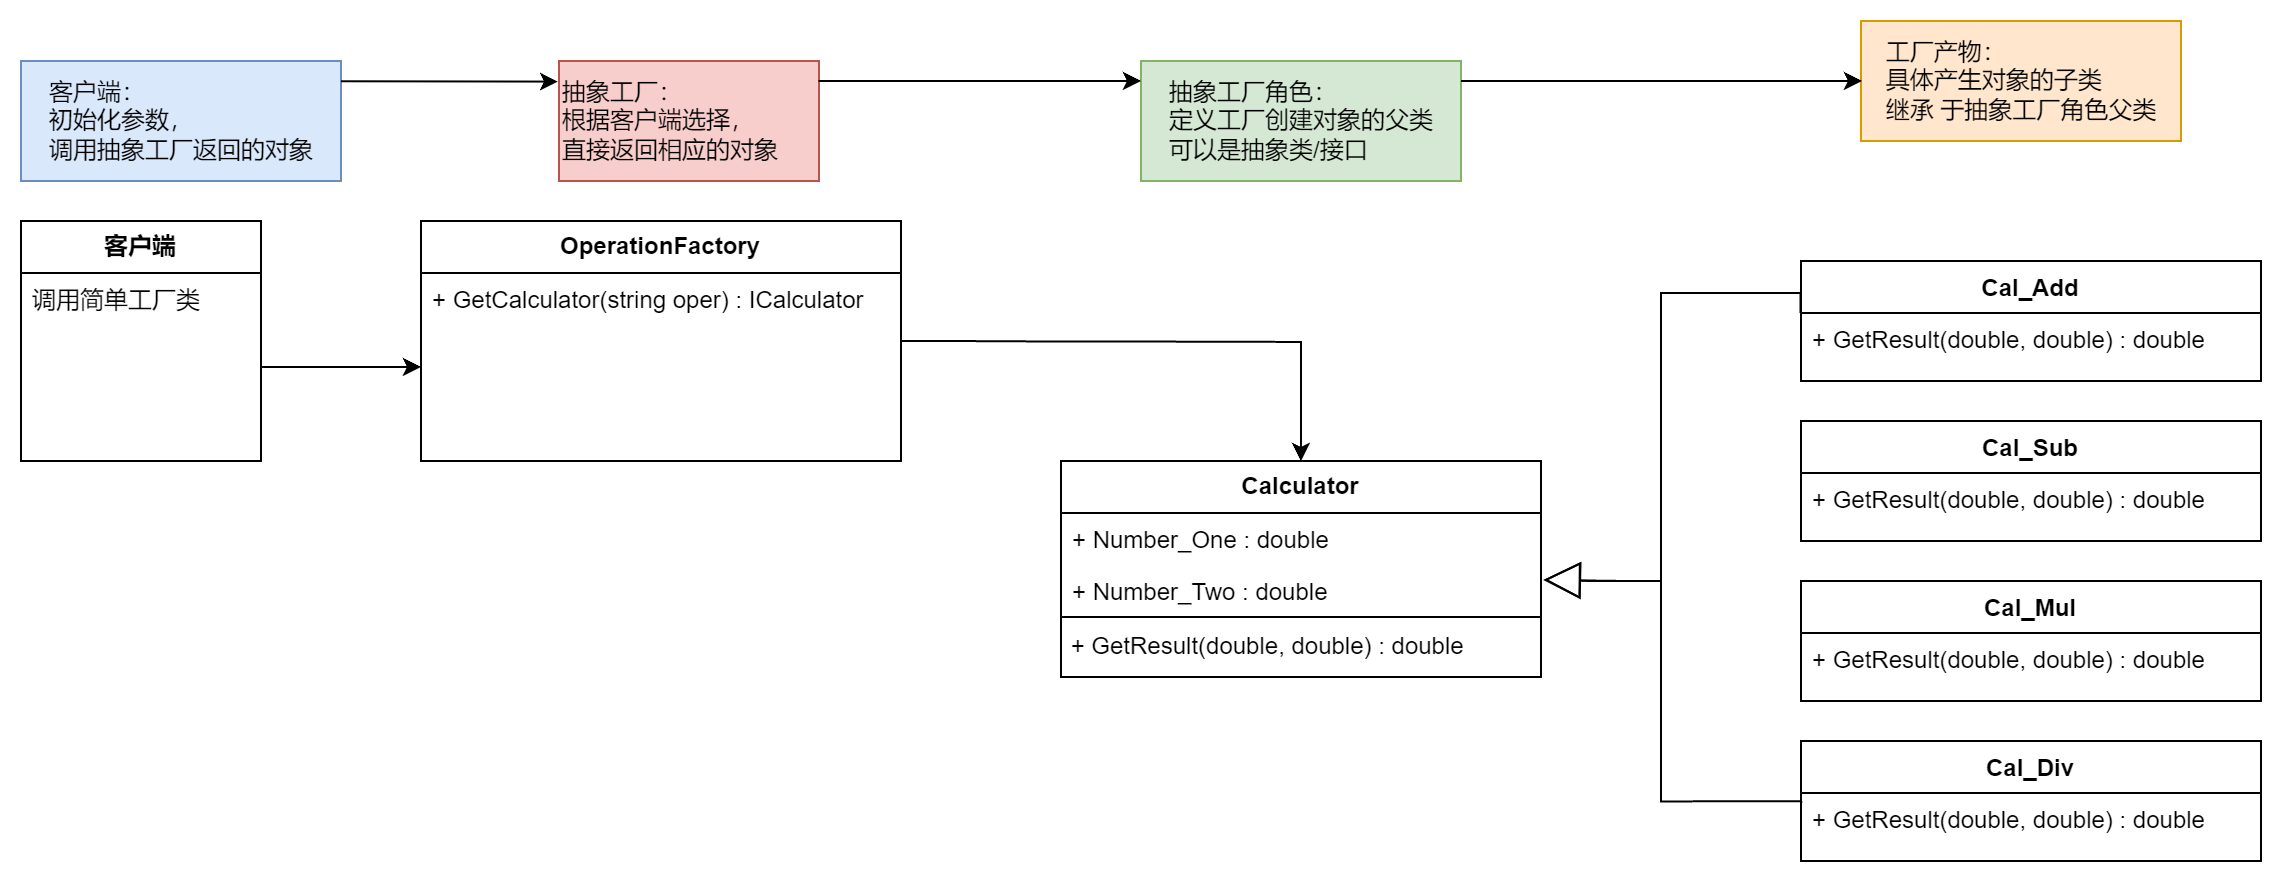 客户端：
初始化参数，
调用抽象工厂返回的对象
抽象工厂：
根据客户端选择，
直接返回相应的对象
抽象工厂角色：
定义工厂创建对象的父类
可以是抽象类/接口
工厂产物：
具体产生对象的子类
继承 于抽象工厂角色父类
客户端
调用简单工厂类
OperationFactory
+ GetCalculator(string oper) : ICalculator
Calculator
+ Number_One : double
+ Number_Two : double
+ GetResult(double, double) : double
Cal_Add
+ GetResult(double, double) : double
Cal_Sub
+ GetResult(double, double) : double
Cal_Mul
+ GetResult(double, double) : double
Cal_Div
+ GetResult(double, double) : double